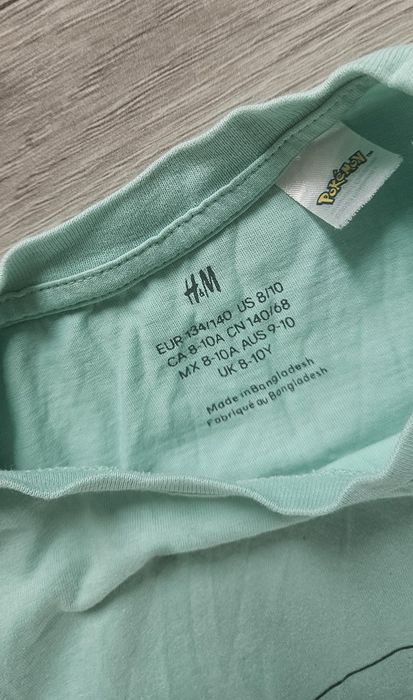 POKÉMON
H&M
EUR 134/140 US 8/10
CA 8-10A CN 140/68
MX 8-10A AUS 9-10
UK 8-10Y
Made in Bangladesh
Fabriqué au Bangladesh